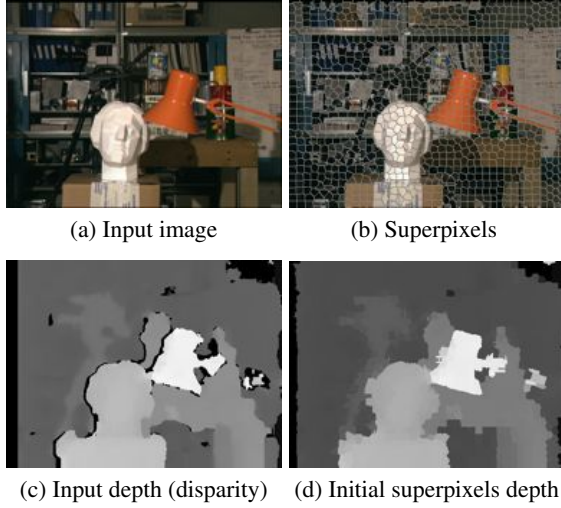 (a) Input image
(b) Superpixels
(c) Input depth (disparity)
(d) Initial superpixels depth